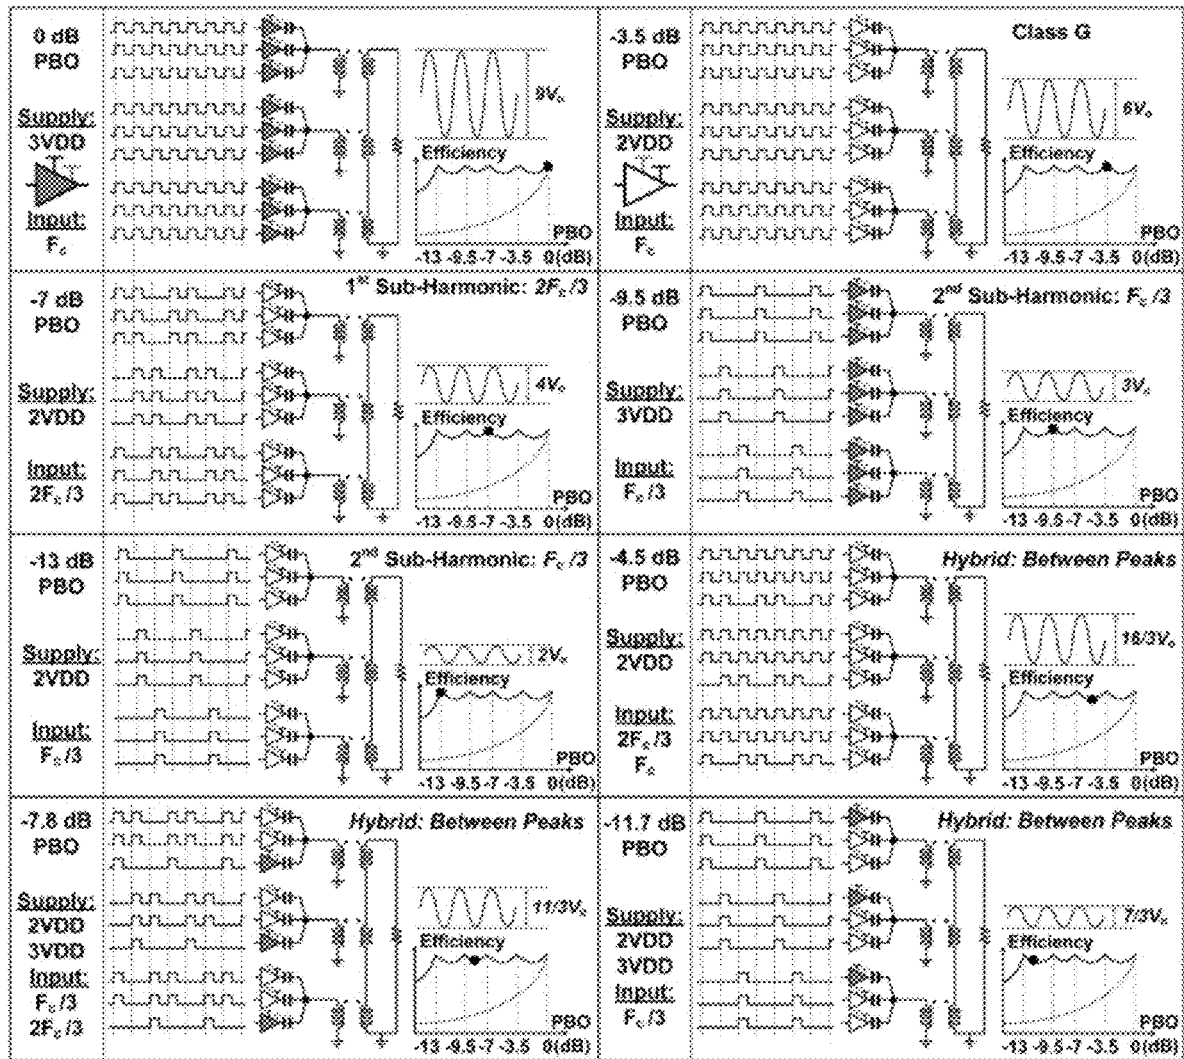 0 dB
PBO
Supply:
3VDD
Input:
Fc
9Vo
Efficiency
PBO
-13 -9.5 -7 -3.5 0(dB)
-3.5 dB
PBO
Supply:
2VDD
Input:
Fc
Class G
6Vo
Efficiency
PBO
-13 -9.5 -7 -3.5 0(dB)
-7 dB
PBO
Supply:
2VDD
Input:
2Fc/3
1st Sub-Harmonic: 2Fc/3
4Vo
Efficiency
PBO
-13 -9.5 -7 -3.5 0(dB)
-9.5 dB
PBO
Supply:
3VDD
Input:
Fc/3
2nd Sub-Harmonic: Fc/3
3Vo
Efficiency
PBO
-13 -9.5 -7 -3.5 0(dB)
-13 dB
PBO
Supply:
2VDD
Input:
Fc/3
2nd Sub-Harmonic: Fc/3
2Vo
Efficiency
PBO
-13 -9.5 -7 -3.5 0(dB)
-4.5 dB
PBO
Supply:
2VDD
Input:
2Fc/3
Fc
Hybrid: Between Peaks
16/3Vo
Efficiency
PBO
-13 -9.5 -7 -3.5 0(dB)
-7.8 dB
PBO
Supply:
2VDD
3VDD
Input:
Fc/3
2Fc/3
Hybrid: Between Peaks
11/3Vo
Efficiency
PBO
-13 -9.5 -7 -3.5 0(dB)
-11.7 dB
PBO
Supply:
2VDD
3VDD
Input:
Fc/3
Hybrid: Between Peaks
7/3Vo
Efficiency
PBO
-13 -9.5 -7 -3.5 0(dB)